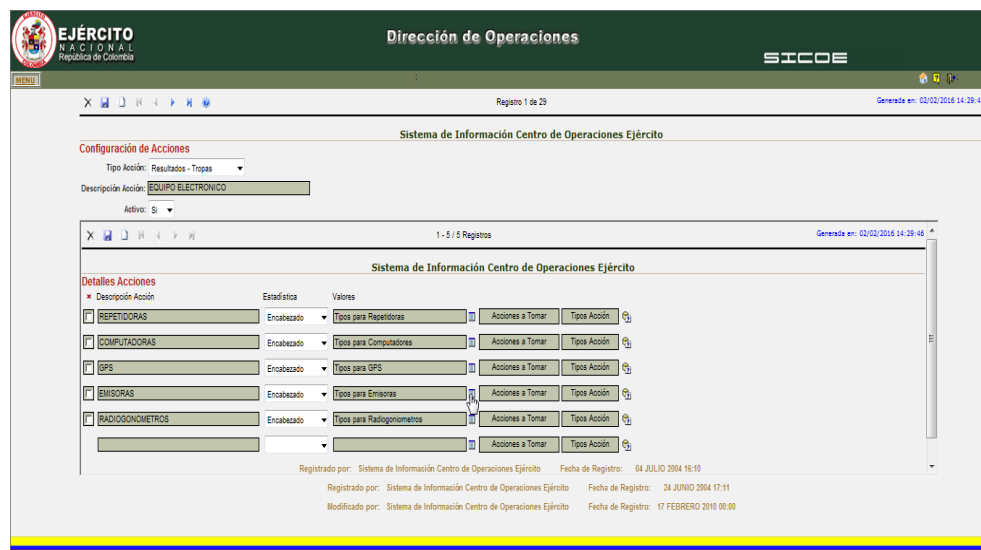 EJÉRCITO
NACIONAL
República de Colombia
Dirección de Operaciones
SICOE
MENU
Registro 1 de 29
Generada en: 02/02/2016 14:29:4
Sistema de Información Centro de Operaciones Ejército
Configuración de Acciones
Tipo Acción: Resultados - Tropas
Descripción Acción: EQUIPO ELECTRONICO
Activo: Si
1 - 5 / 5 Registros
Generada en: 02/02/2016 14:29:46
Sistema de Información Centro de Operaciones Ejército
Detalles Acciones
Descripción Acción Estadística Valores
REPETIDORAS Encabezado Tipos para Repetidoras Acciones a Tomar Tipos Acción
COMPUTADORAS Encabezado Tipos para Computadores Acciones a Tomar Tipos Acción
GPS Encabezado Tipos para GPS Acciones a Tomar Tipos Acción
EMISORAS Encabezado Tipos para Emisoras Acciones a Tomar Tipos Acción
RADIOGONOMETROS Encabezado Tipos para Radiogoniometros Acciones a Tomar Tipos Acción
Acciones a Tomar Tipos Acción
Registrado por: Sistema de Información Centro de Operaciones Ejército Fecha de Registro: 04 JULIO 2004 16:10
Registrado por: Sistema de Información Centro de Operaciones Ejército Fecha de Registro: 24 JUNIO 2004 17:11
Modificado por: Sistema de Información Centro de Operaciones Ejército Fecha de Registro: 17 FEBRERO 2010 00:00